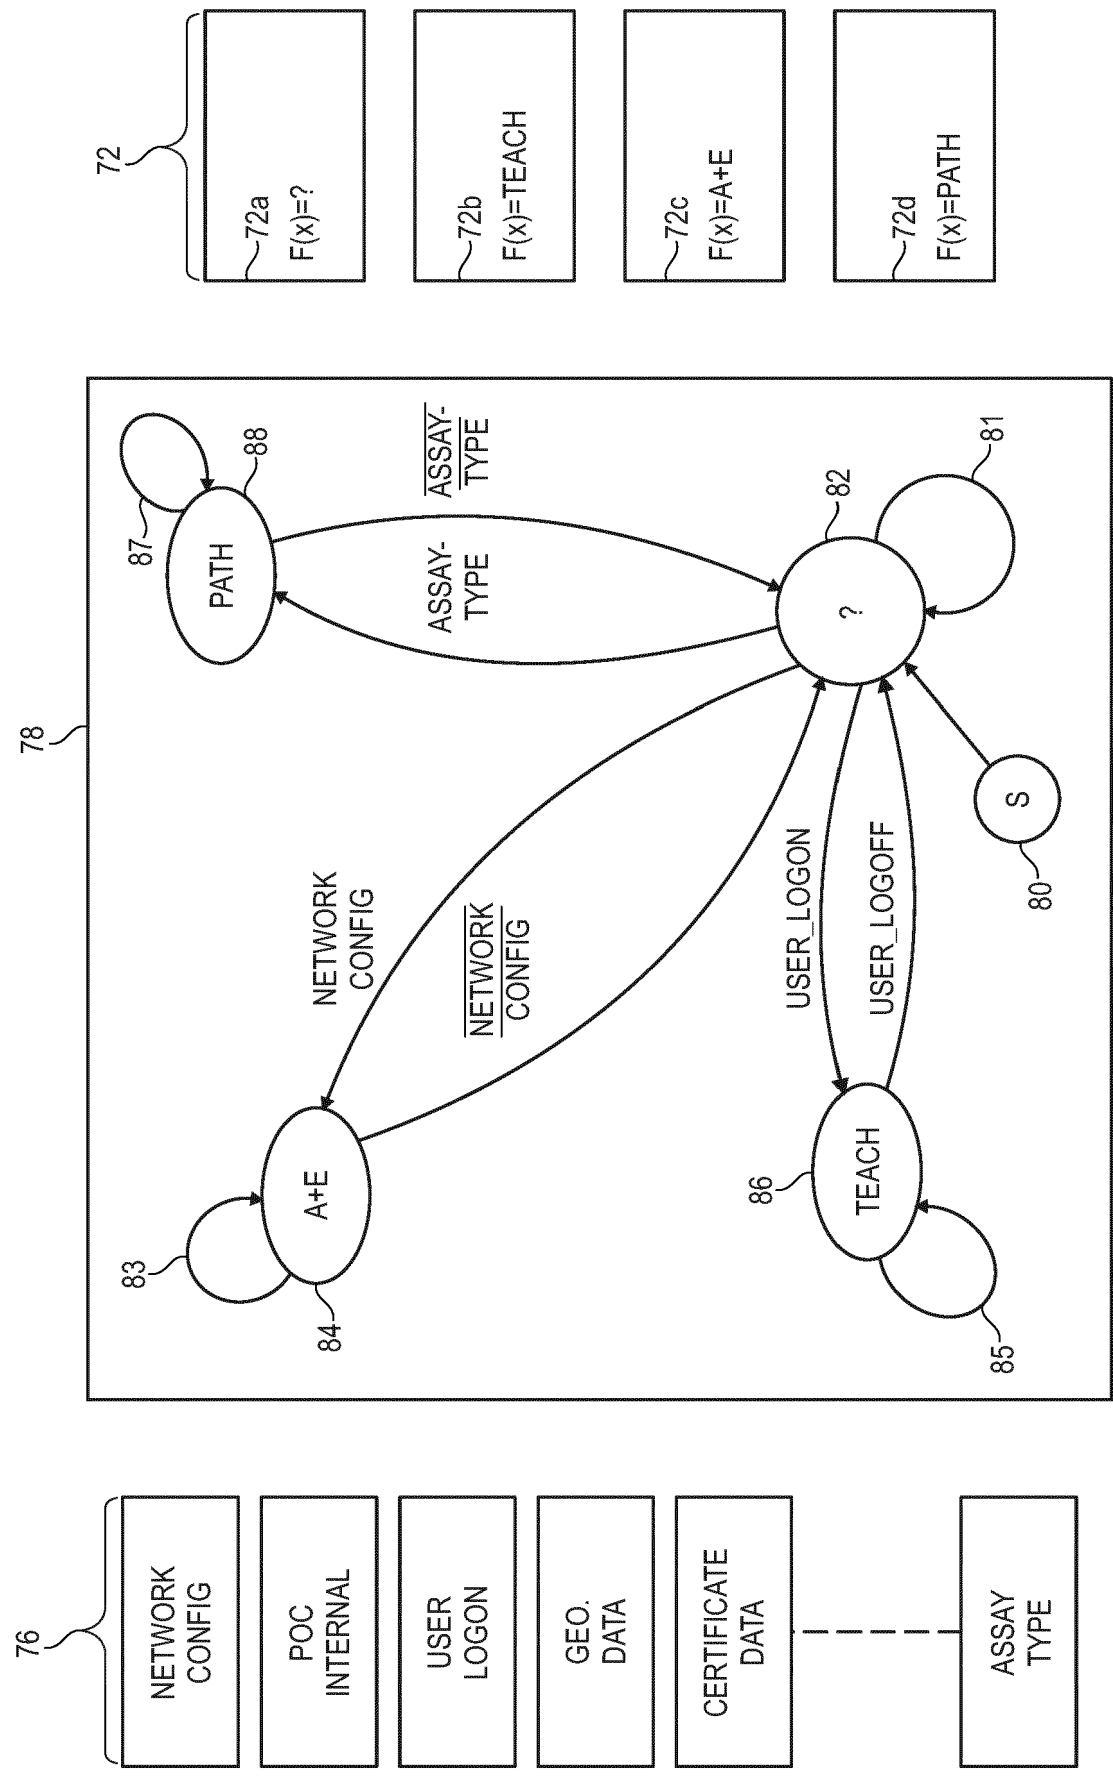 76
NETWORK
CONFIG
POC
INTERNAL
USER
LOGON
GEO.
DATA
CERTIFICATE
DATA
ASSAY
TYPE
78
83
A+E
84
NETWORK
CONFIG
NETWORK
CONFIG
87
PATH
88
ASSAY-
TYPE
ASSAY-
TYPE
86
TEACH
85
USER_LOGON
USER_LOGOFF
?
82
81
S
80
72
72a
F(x)=?
72b
F(x)=TEACH
72c
F(x)=A+E
72d
F(x)=PATH